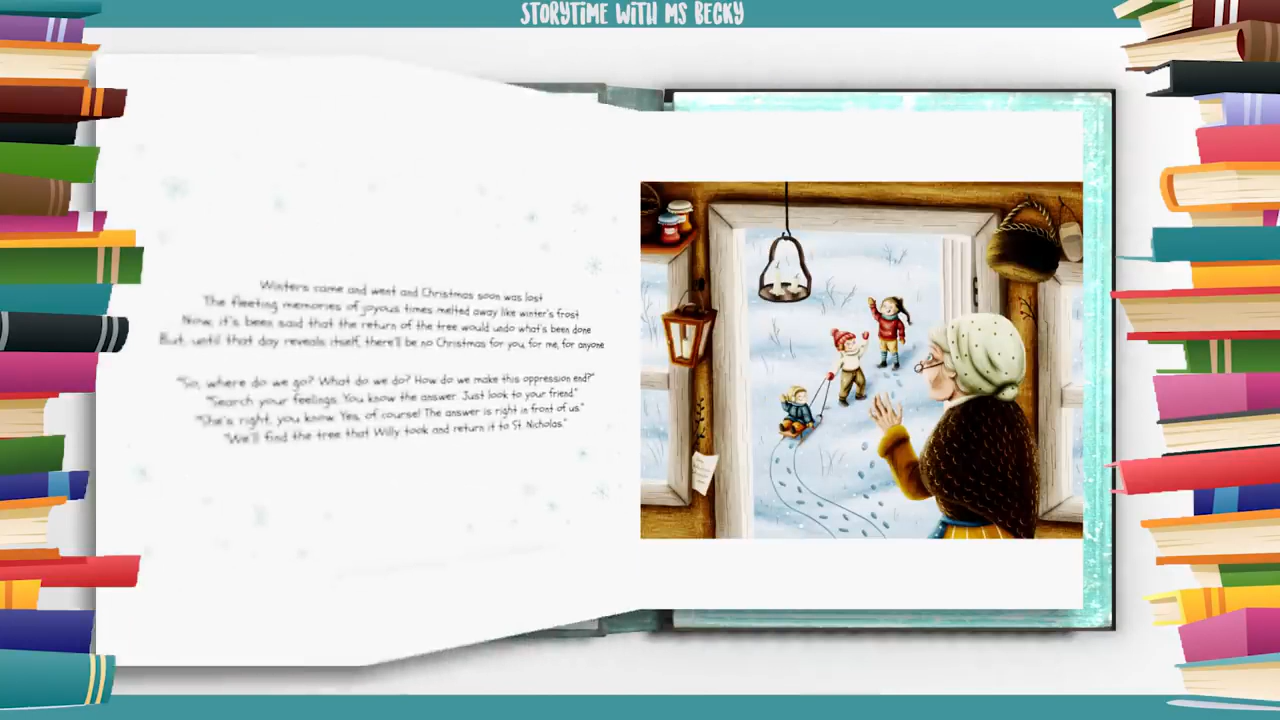 STORYTIME WITH MS BECKY
Winters came and went and Christmas soon was lost
The fleeting memories of joyous times melted away like winter's frost
Now, it's been said that the return of the tree would undo what's been done
But, until that day reveals itself, there'll be no Christmas for you, for me, for anyone
"So, where do we go? What do we do? How do we make this oppression end?"
"Search your feelings. You know the answer. Just look to your friend."
"She's right, you know. Yes, of course! The answer is right in front of us."
"We'll find the tree that Willy took and return it to St. Nicholas."